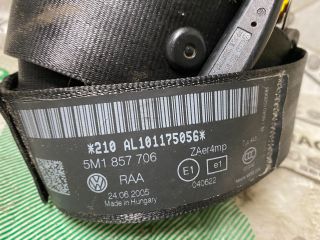 *210 AL101175056*
5M1 857 706
RAA
ZAer4mp
E1
e1
040622
24.06.2005
Made in Hungary